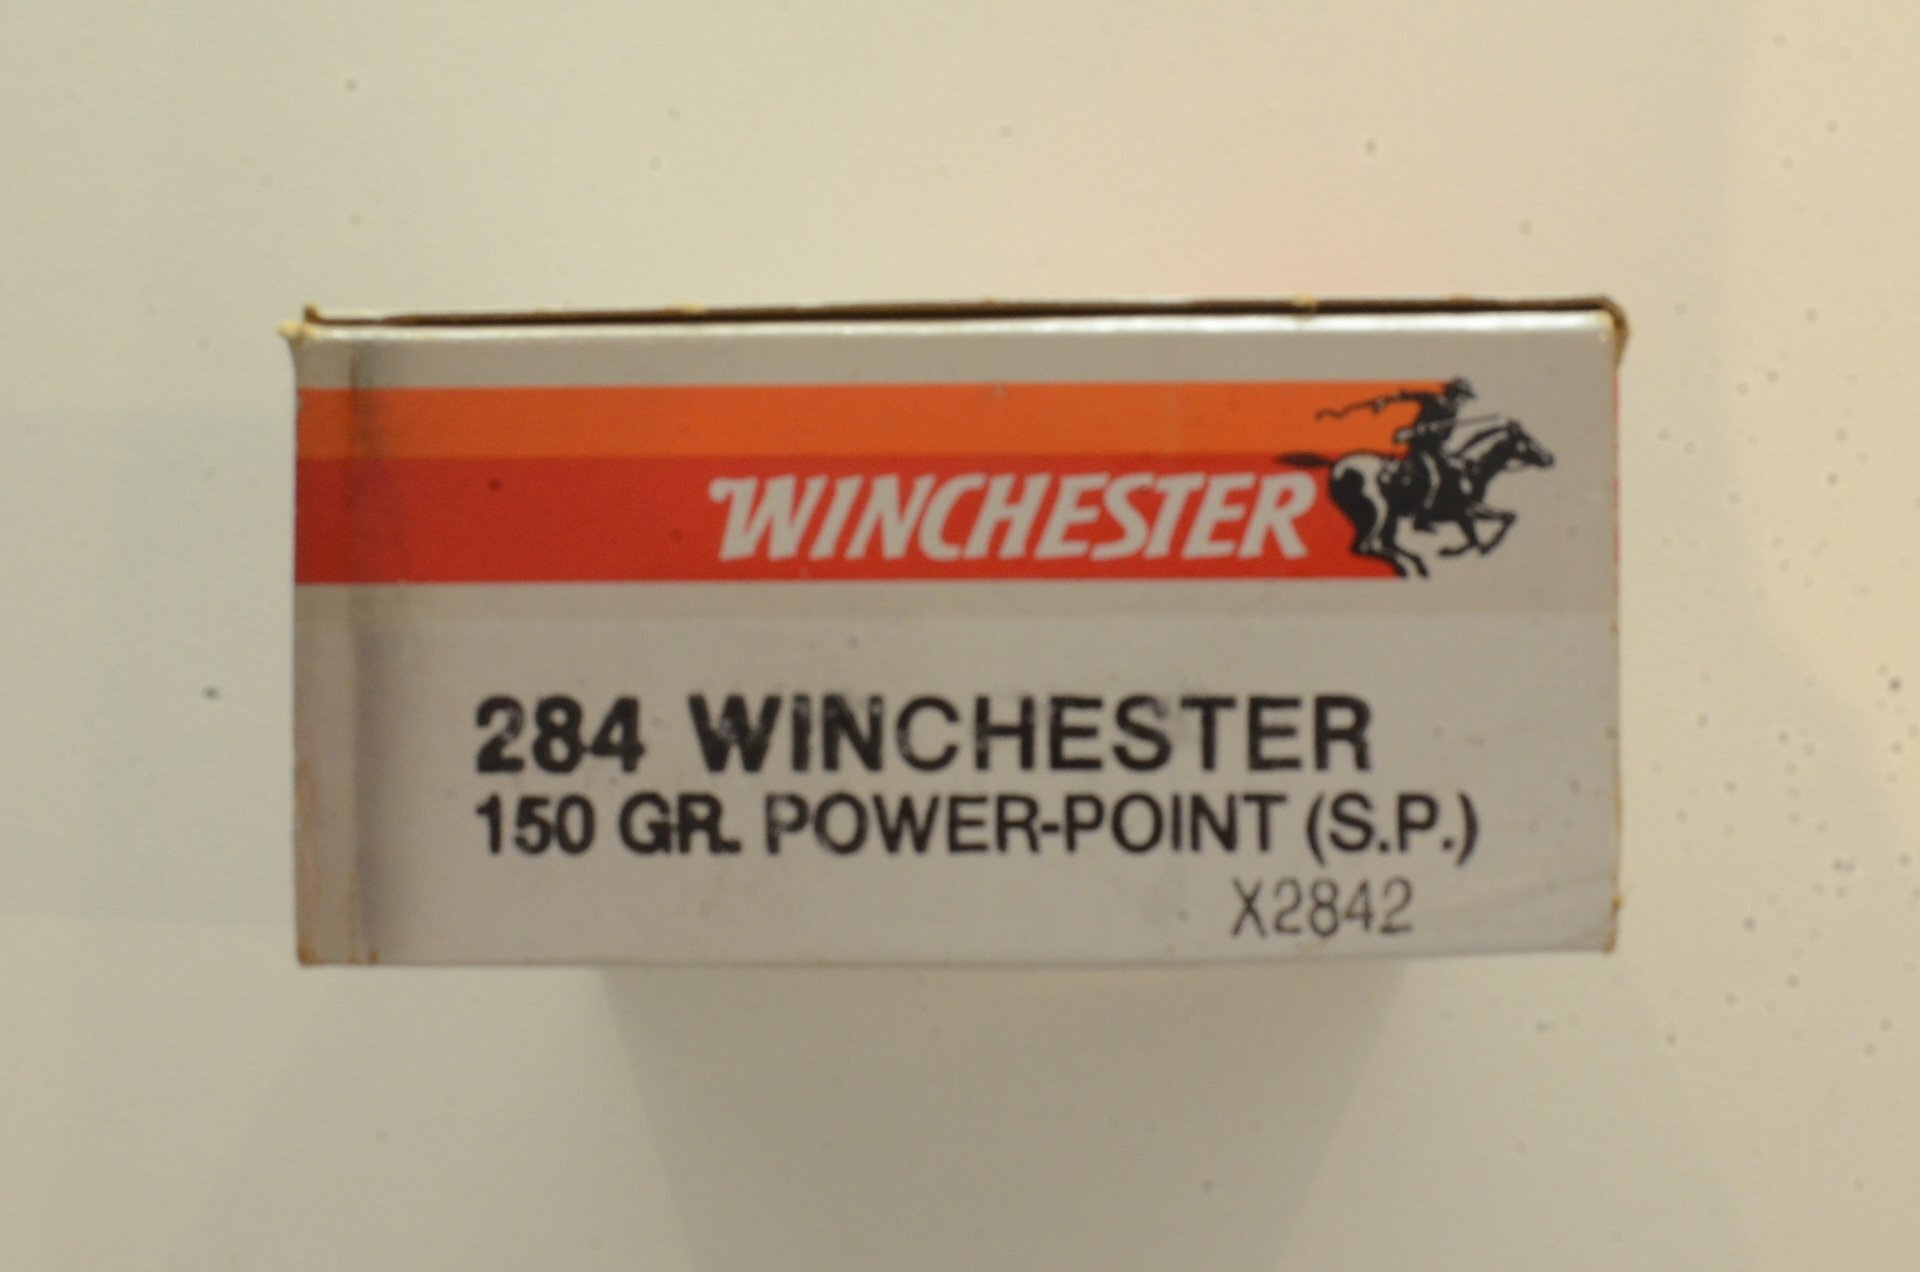 WINCHESTER
284 WINCHESTER
150 GR. POWER-POINT (S.P.)
X2842